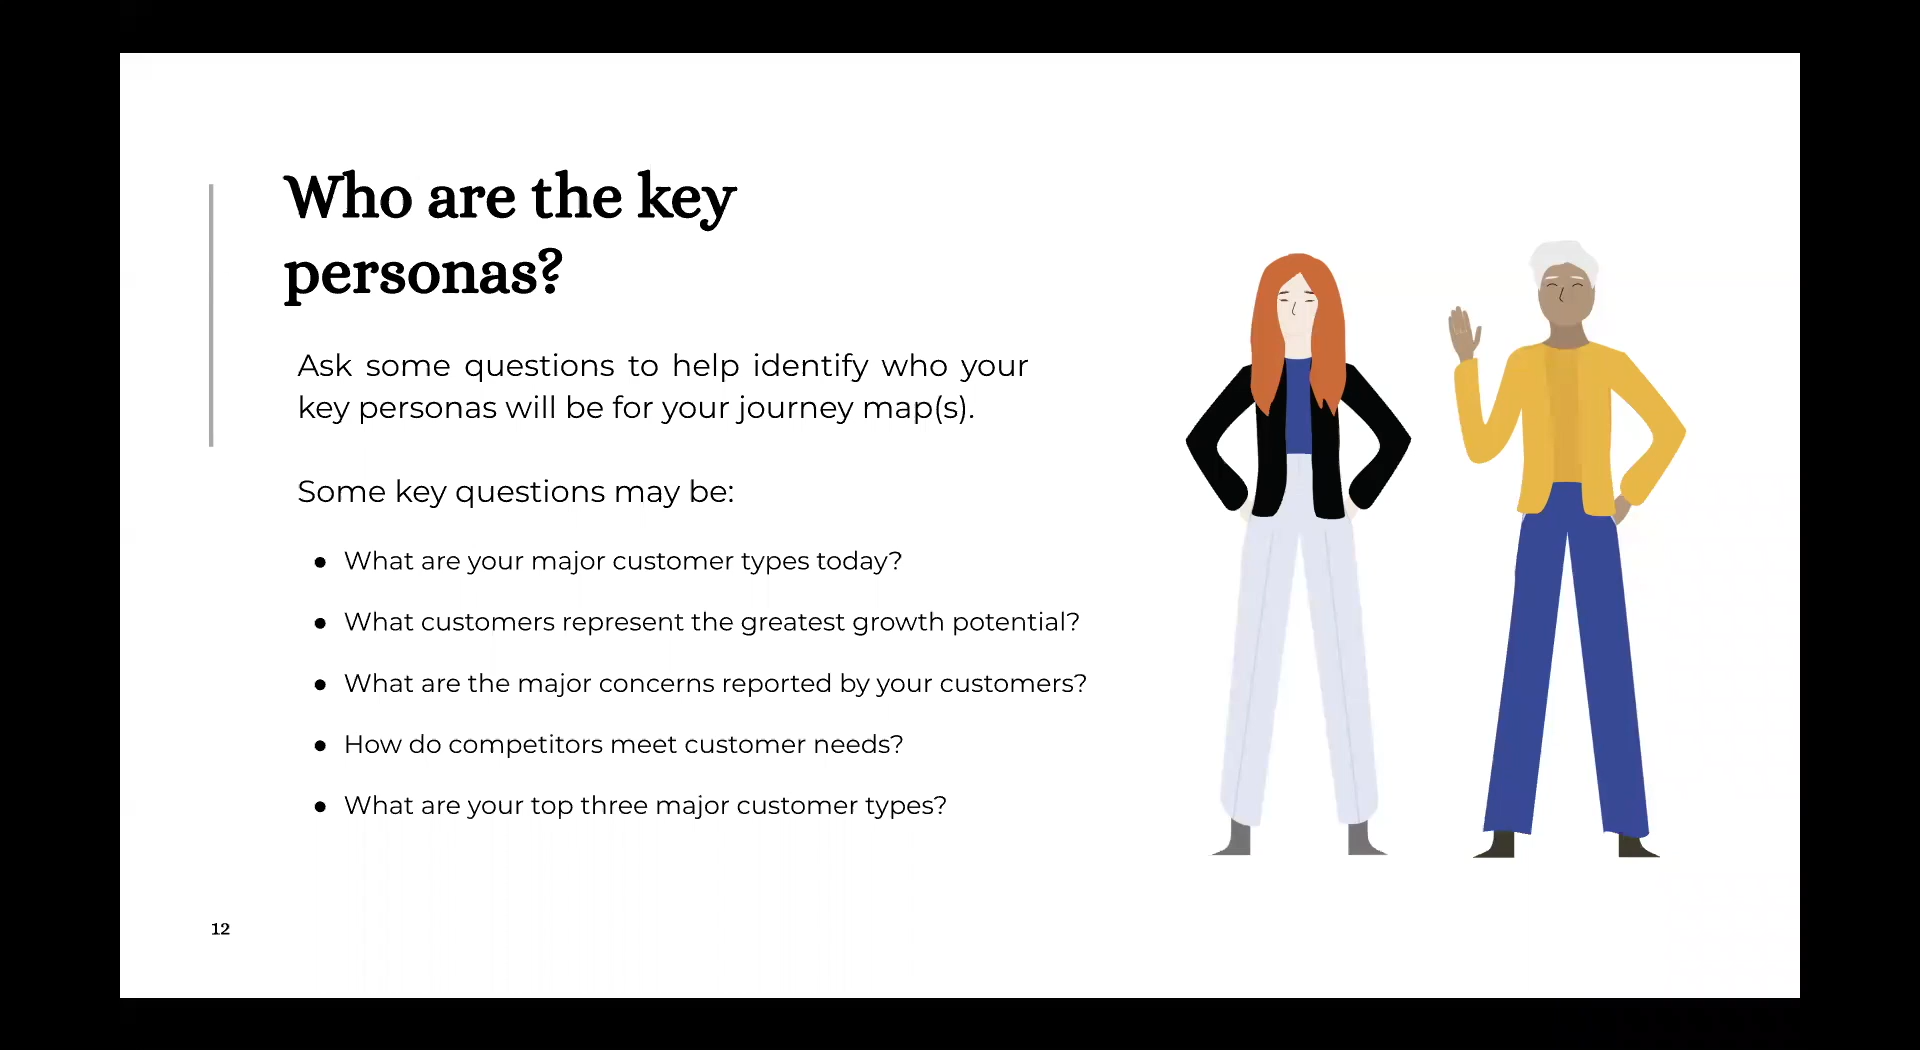 Who are the key
personas?
Ask some questions to help identify who your
key personas will be for your journey map(s).
Some key questions may be:
● What are your major customer types today?
● What customers represent the greatest growth potential?
● What are the major concerns reported by your customers?
● How do competitors meet customer needs?
● What are your top three major customer types?
12